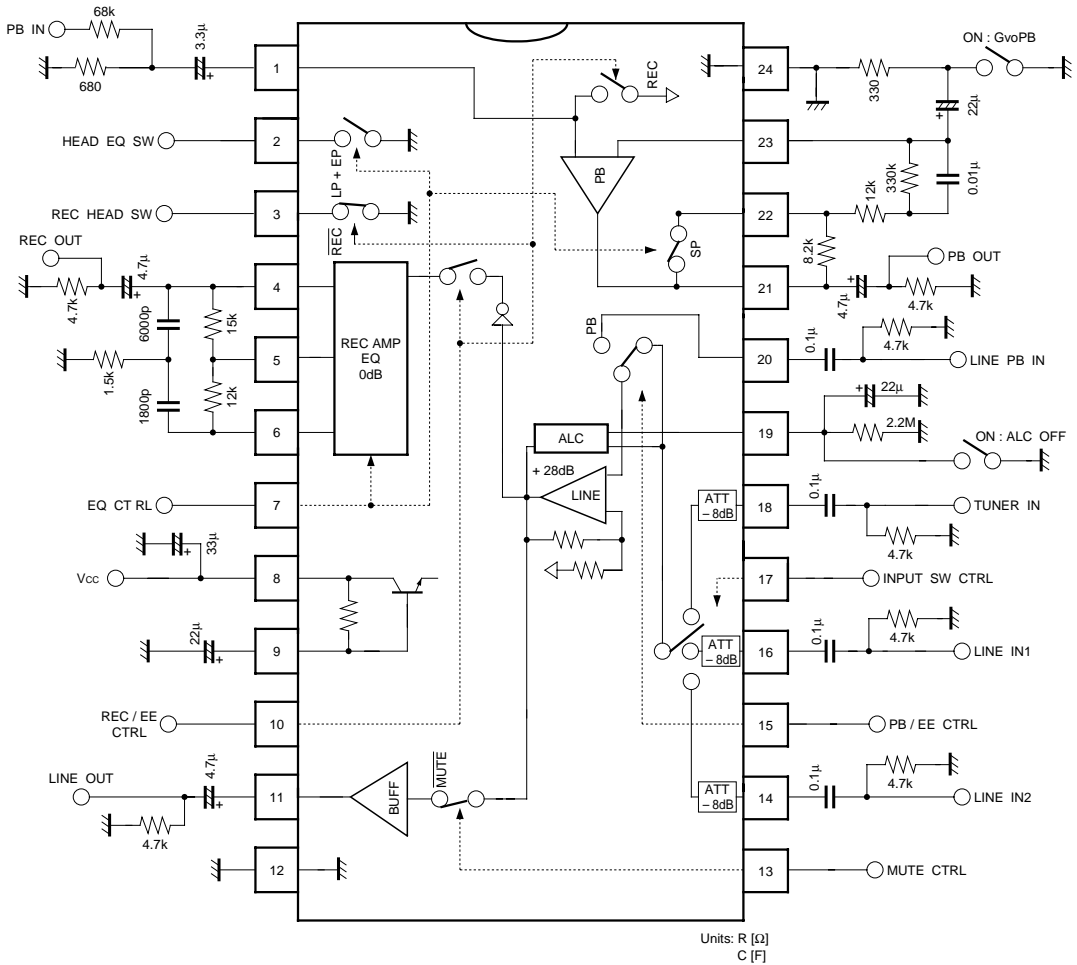 PB IN
68k
680
3.3μ
1
HEAD EQ SW
2
LP + EP
REC HEAD SW
3
REC
REC OUT
4.7k
4.7μ
4
6000p
15k
5
1.5k
1800p
12k
6
REC AMP
EQ
0dB
EQ CT RL
7
33μ
Vcc
8
22μ
9
REC / EE
CTRL
10
LINE OUT
4.7μ
4.7k
11
BUFF
MUTE
12
REC
PB
SP
PB
ALC
+ 28dB
LINE
ATT
– 8dB
ATT
– 8dB
ATT
– 8dB
24
330
ON : GvoPB
22μ
23
330k
0.01μ
12k
22
8.2k
PB OUT
21
4.7μ
4.7k
20
0.1μ
4.7k
LINE PB IN
22μ
19
2.2M
ON : ALC OFF
18
0.1μ
TUNER IN
4.7k
17
INPUT SW CTRL
16
0.1μ
4.7k
LINE IN1
15
PB / EE CTRL
14
0.1μ
4.7k
LINE IN2
13
MUTE CTRL
Units: R [Ω]
C [F]